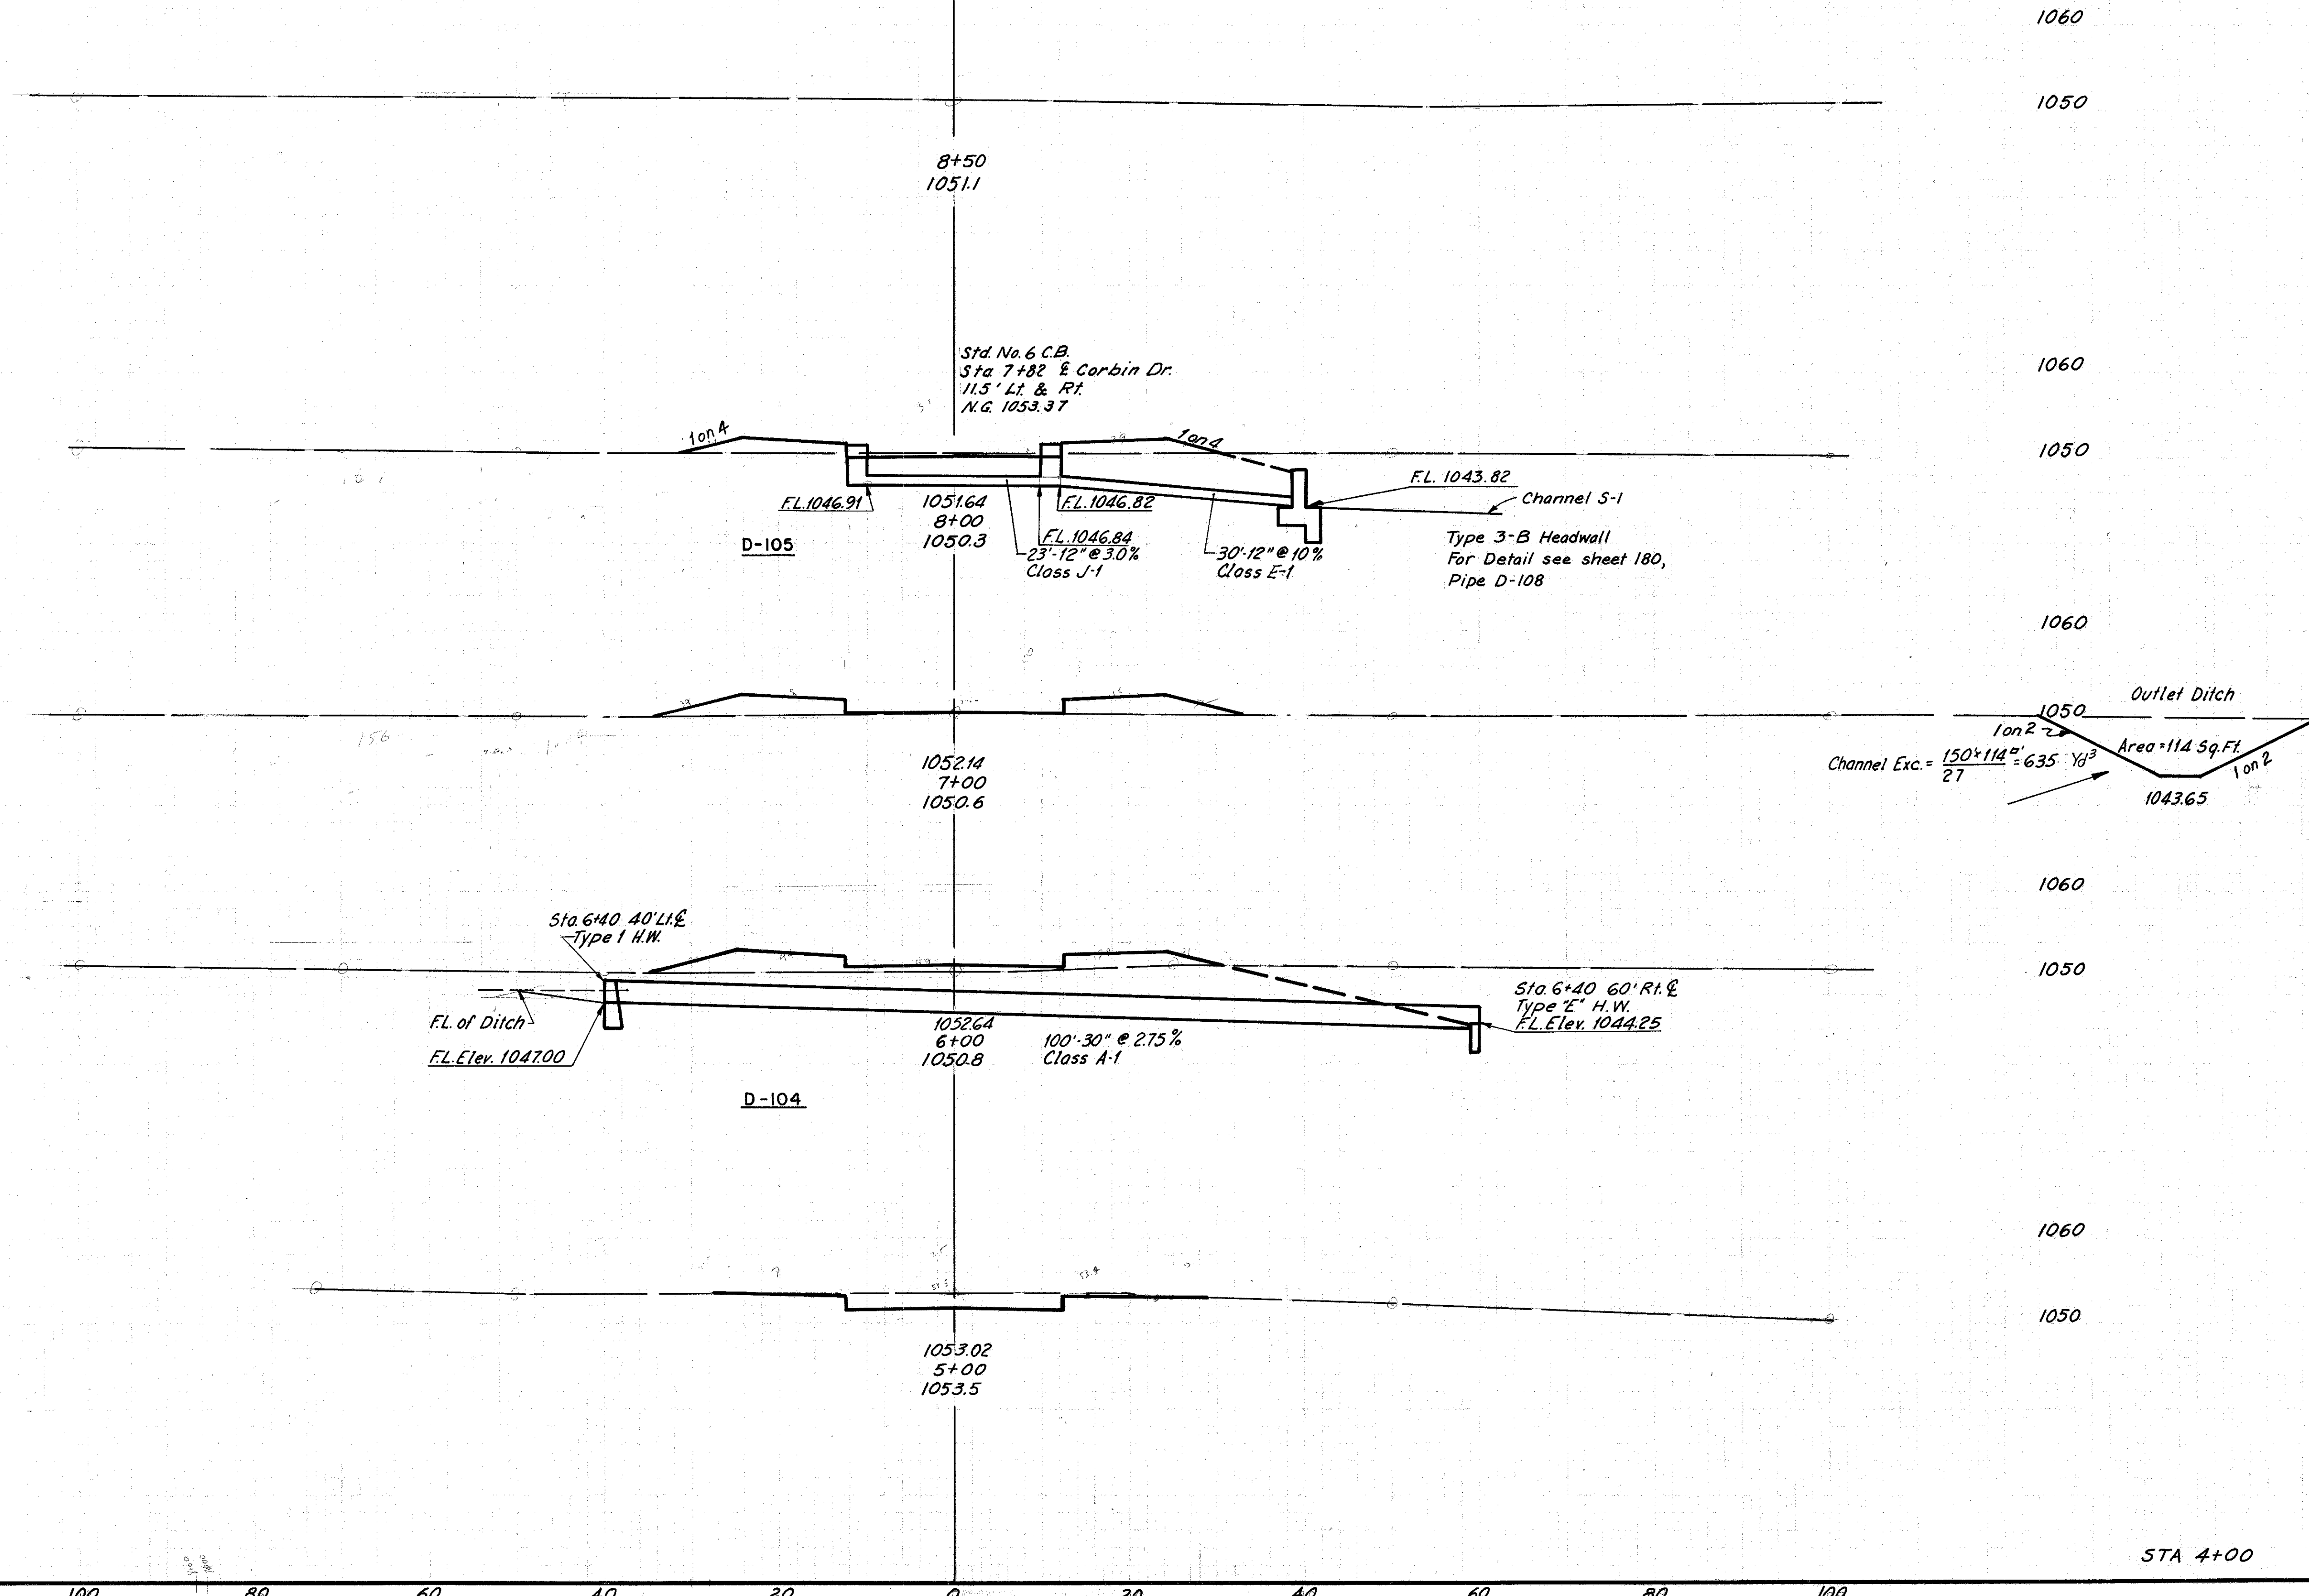 1060
1050
8+50
1051.1
Std. No. 6 C.B.
Sta 7+82 ℄ Corbin Dr.
11.5' Lt. & Rt.
N.G. 1053.37
1060
1 on 4
1 on 4
1050
F.L. 1046.91
1051.64
8+00
1050.3
F.L. 1046.82
F.L. 1046.84
F.L. 1043.82
Channel S-1
D-105
23'-12" @ 3.0%
Class J-1
30'-12" @ 10%
Class E-1
Type 3-B Headwall
For Detail see sheet 180,
Pipe D-108
1060
1050
Outlet Ditch
1 on 2
Area = 114 Sq. Ft.
1 on 2
Channel Exc. = 150' x 114 □' / 27 = 635 Yd³
1043.65
1052.14
7+00
1050.6
1060
Sta. 6+40 40' Lt. ℄
Type 1 H.W.
1050
F.L. of Ditch
F.L. Elev. 1047.00
1052.64
6+00
1050.8
100'-30" @ 2.75%
Class A-1
Sta. 6+40 60' Rt. ℄
Type "E" H.W.
F.L. Elev. 1044.25
D-104
1060
51.5
53.4
1050
1053.02
5+00
1053.5
STA 4+00
100 80 60 40 20 0 20 40 60 80 100